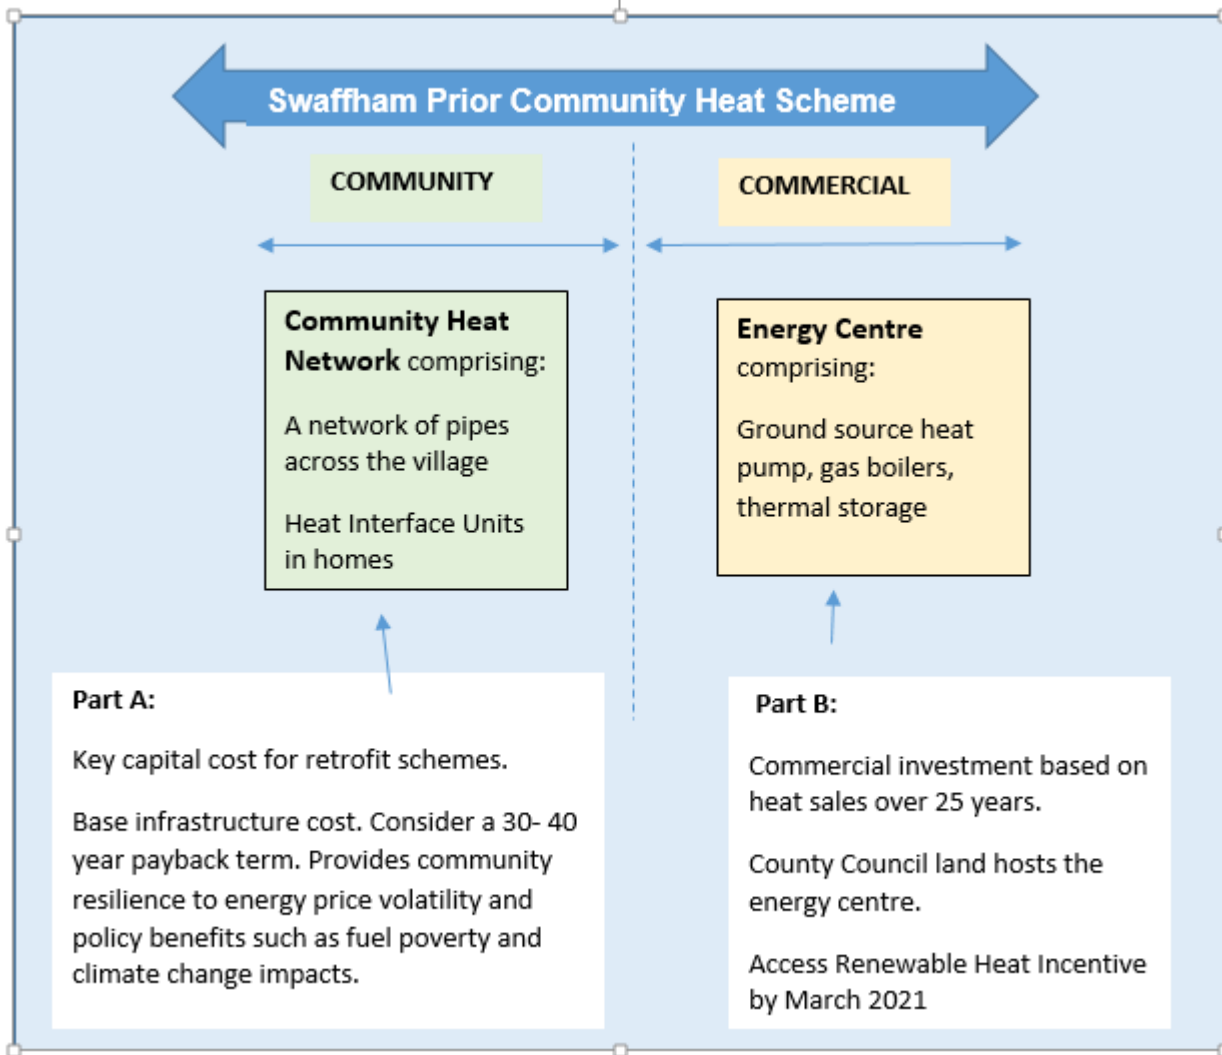 Swaffham Prior Community Heat Scheme
COMMUNITY
COMMERCIAL
Community Heat
Network comprising:
A network of pipes
across the village
Heat Interface Units
in homes
Energy Centre
comprising:
Ground source heat
pump, gas boilers,
thermal storage
Part A:
Key capital cost for retrofit schemes.
Base infrastructure cost. Consider a 30- 40
year payback term. Provides community
resilience to energy price volatility and
policy benefits such as fuel poverty and
climate change impacts.
Part B:
Commercial investment based on
heat sales over 25 years.
County Council land hosts the
energy centre.
Access Renewable Heat Incentive
by March 2021